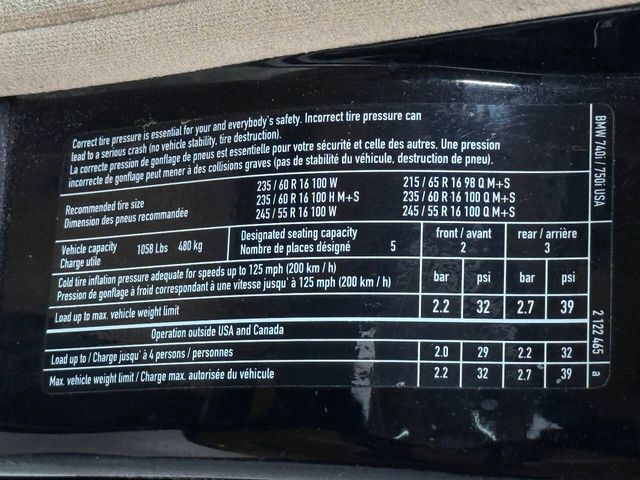 Correct tire pressure is essential for your and everybody's safety. Incorrect tire pressure can
lead to a serious crash (no vehicle stability, tire destruction).
La correcte pression de gonflage de pneus est essentielle pour votre sécurité et celle des autres. Une pression
incorrecte de gonflage peut mener à des collisions graves (pas de stabilité du véhicule, destruction de pneu).
Recommended tire size
Dimension des pneus recommandée
235 / 60 R 16 100 W
235 / 60 R 16 100 H M+S
245 / 55 R 16 100 W
215 / 65 R 16 98 Q M+S
235 / 60 R 16 100 Q M+S
245 / 55 R 16 100 Q M+S
Vehicle capacity
Charge utile
1058 Lbs 480 kg
Designated seating capacity
Nombre de places désigné
5
front / avant
2
rear / arrière
3
Cold tire inflation pressure adequate for speeds up to 125 mph (200 km / h)
Pression de gonflage à froid correspondant à une vitesse jusqu' à 125 mph (200 km / h)
bar psi bar psi
Load up to max. vehicle weight limit 2.2 32 2.7 39
Operation outside USA and Canada
Load up to / Charge jusqu' à 4 persons / personnes 2.0 29 2.2 32
Max. vehicle weight limit / Charge max. autorisée du véhicule 2.2 32 2.7 39
BMW 740i / 750i USA
2 122 465 a